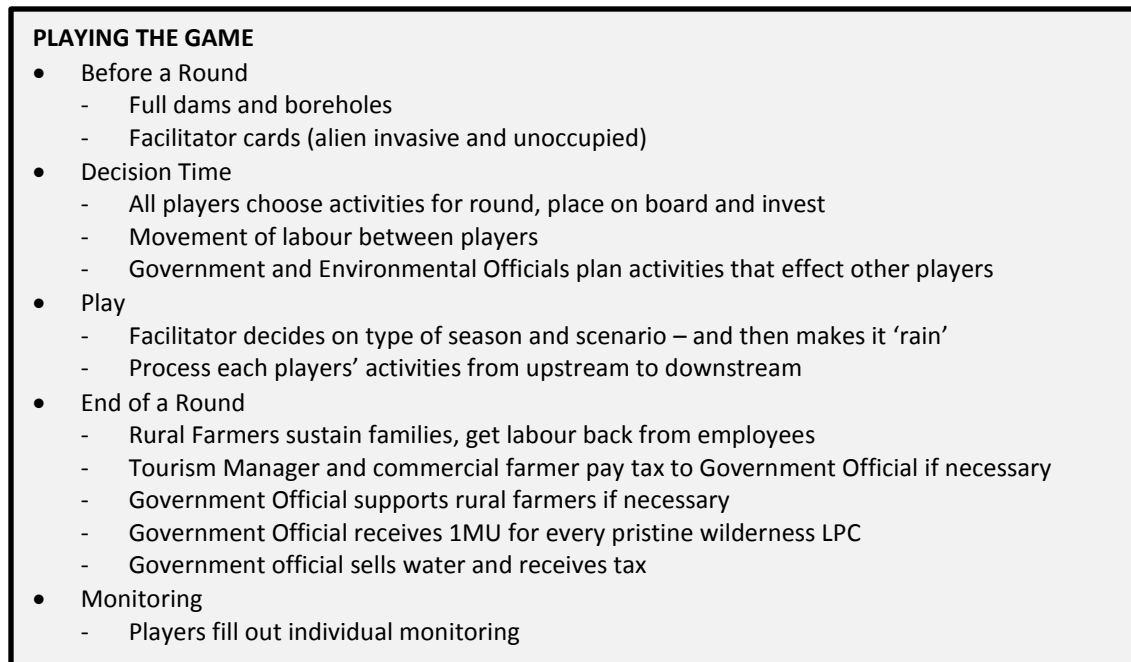 PLAYING THE GAME
• Before a Round
- Full dams and boreholes
- Facilitator cards (alien invasive and unoccupied)
• Decision Time
- All players choose activities for round, place on board and invest
- Movement of labour between players
- Government and Environmental Officials plan activities that effect other players
• Play
- Facilitator decides on type of season and scenario – and then makes it ‘rain’
- Process each players’ activities from upstream to downstream
• End of a Round
- Rural Farmers sustain families, get labour back from employees
- Tourism Manager and commercial farmer pay tax to Government Official if necessary
- Government Official supports rural farmers if necessary
- Government Official receives 1MU for every pristine wilderness LPC
- Government official sells water and receives tax
• Monitoring
- Players fill out individual monitoring